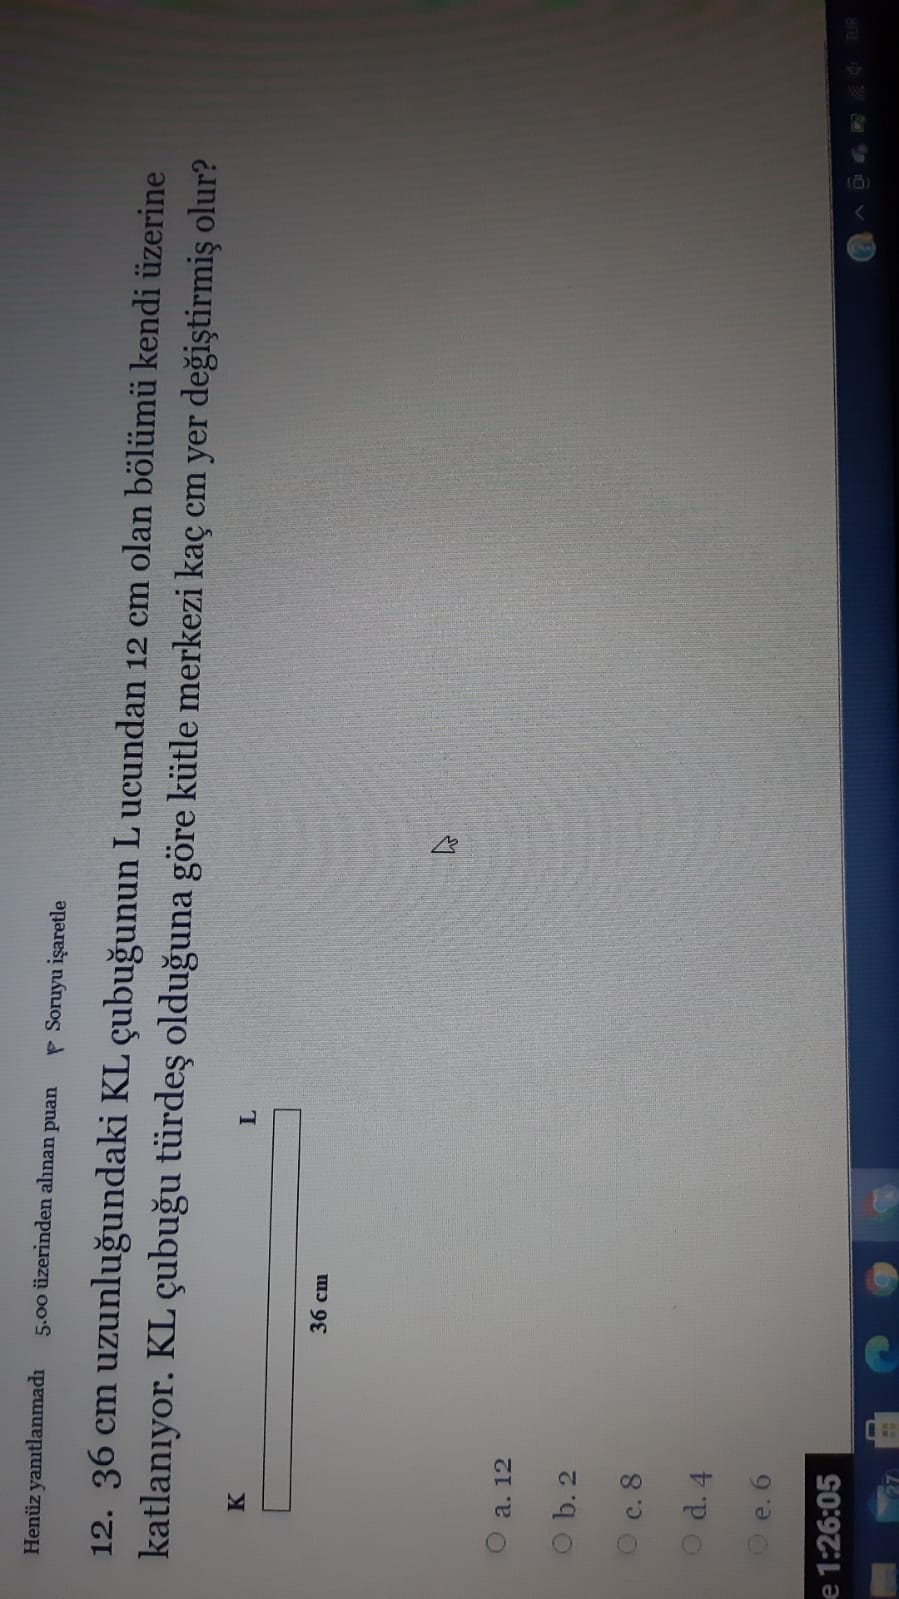 Henüz yanıtlanmadı 5.00 üzerinden alınan puan Soruyu işaretle
12. 36 cm uzunluğundaki KL çubuğunun L ucundan 12 cm olan bölümü kendi üzerine
katlanıyor. KL çubuğu türdeş olduğuna göre kütle merkezi kaç cm yer değiştirmiş olur?
K L
36 cm
a. 12
b. 2
c. 8
d. 4
e. 6
e 1:26:05
27
TUR